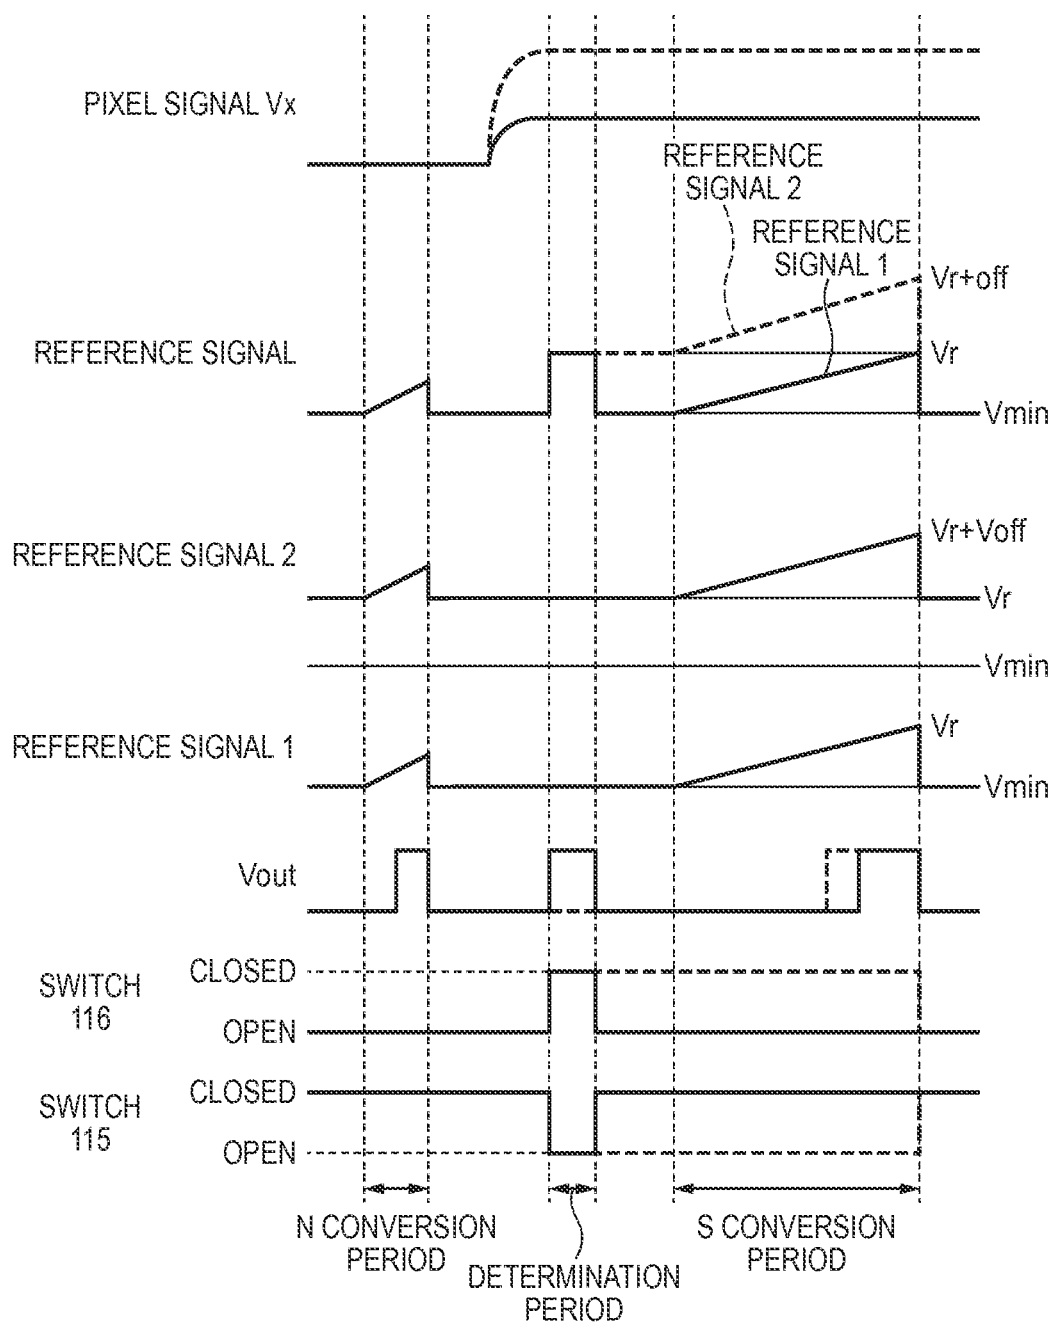 PIXEL SIGNAL Vx
REFERENCE
SIGNAL 2
REFERENCE
SIGNAL 1
Vr+off
REFERENCE SIGNAL
Vr
Vmin
Vr+Voff
REFERENCE SIGNAL 2
Vr
Vmin
REFERENCE SIGNAL 1
Vr
Vmin
Vout
SWITCH
116
CLOSED
OPEN
SWITCH
115
CLOSED
OPEN
N CONVERSION
PERIOD
DETERMINATION
PERIOD
S CONVERSION
PERIOD